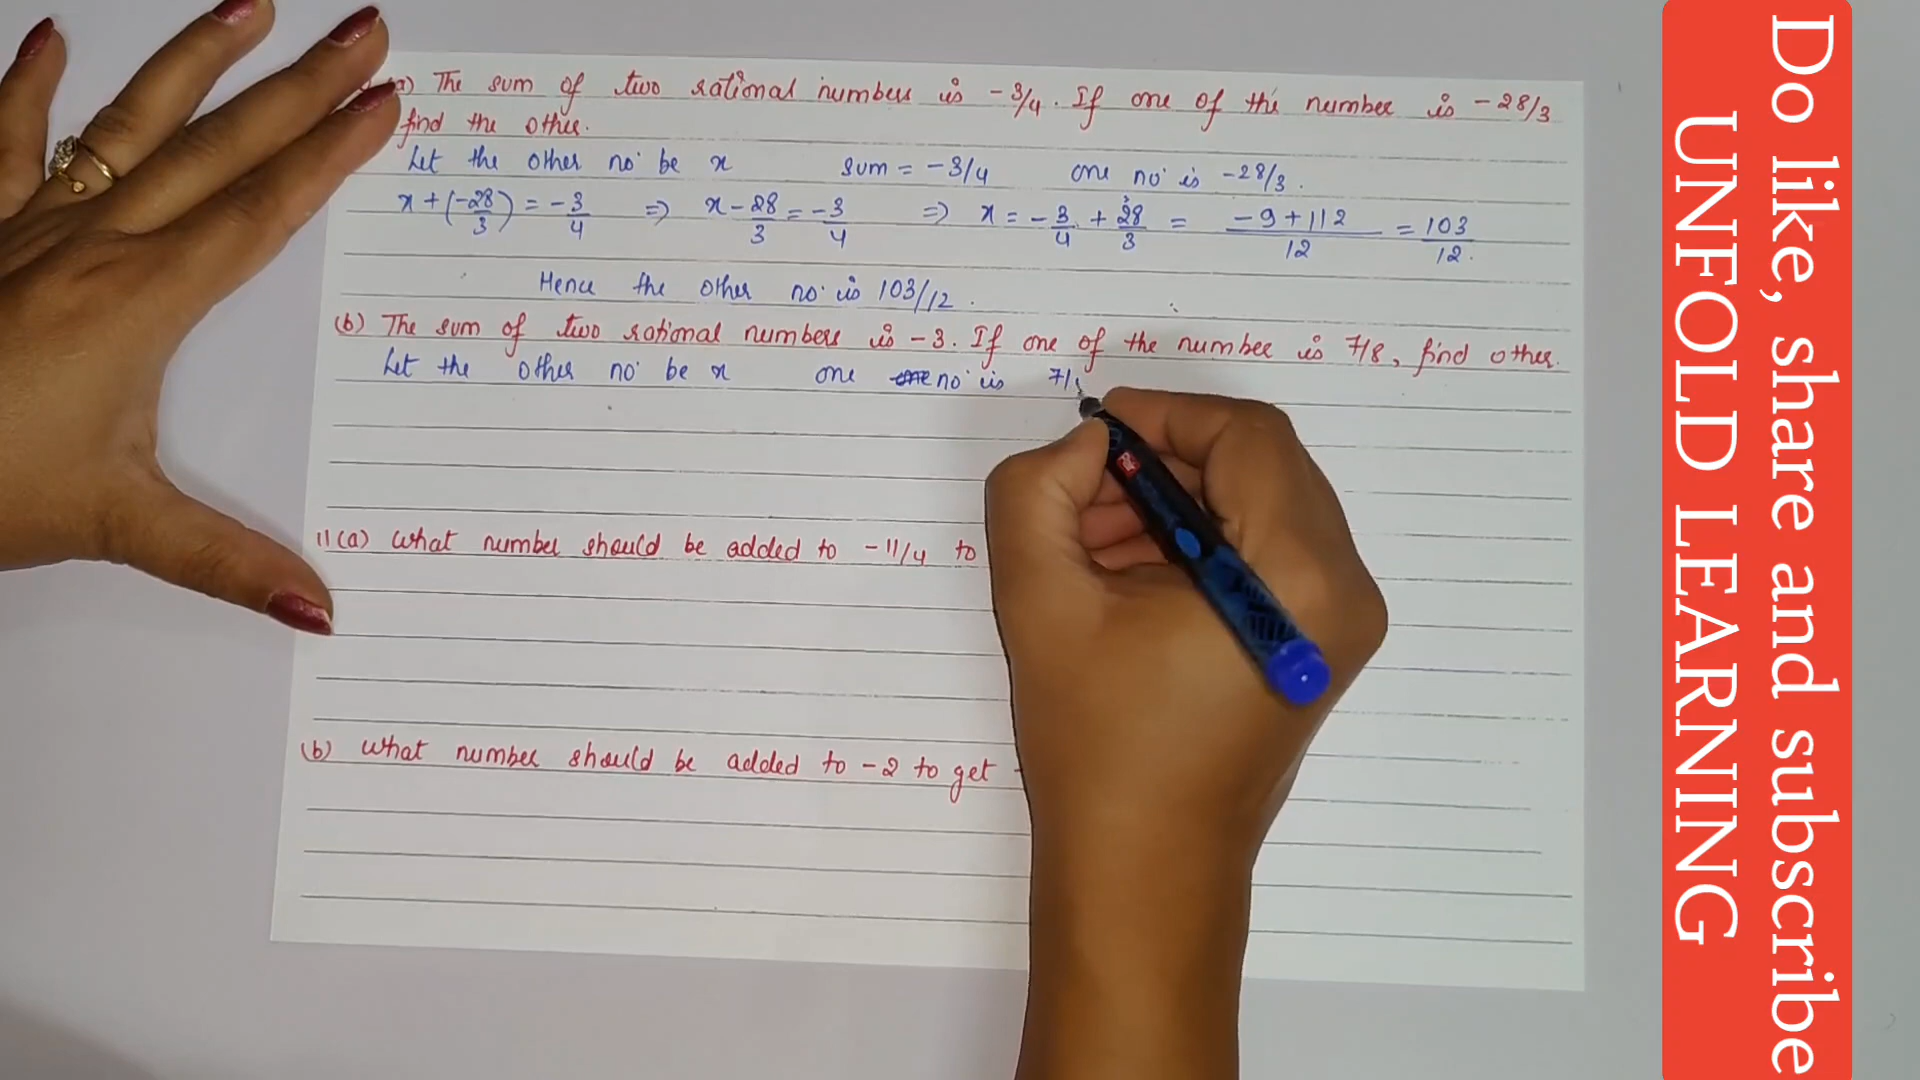 (a) The sum of two rational numbers is -3/4. If one of the number is -28/3
find the other.
Let the other no. be x sum = -3/4 one no. is -28/3.
x + (-28/3) = -3/4 ⇒ x - 28/3 = -3/4 ⇒ x = -3/4 + 28/3 = -9+112/12 = 103/12.
Hence the other no. is 103/12.
(b) The sum of two rational numbers is -3. If one of the number is 7/8, find other.
Let the other no. be x one no. is 7/
11(a) What number should be added to -11/4 to
(b) What number should be added to -2 to get
Do like, share and subscribe
UNFOLD LEARNING